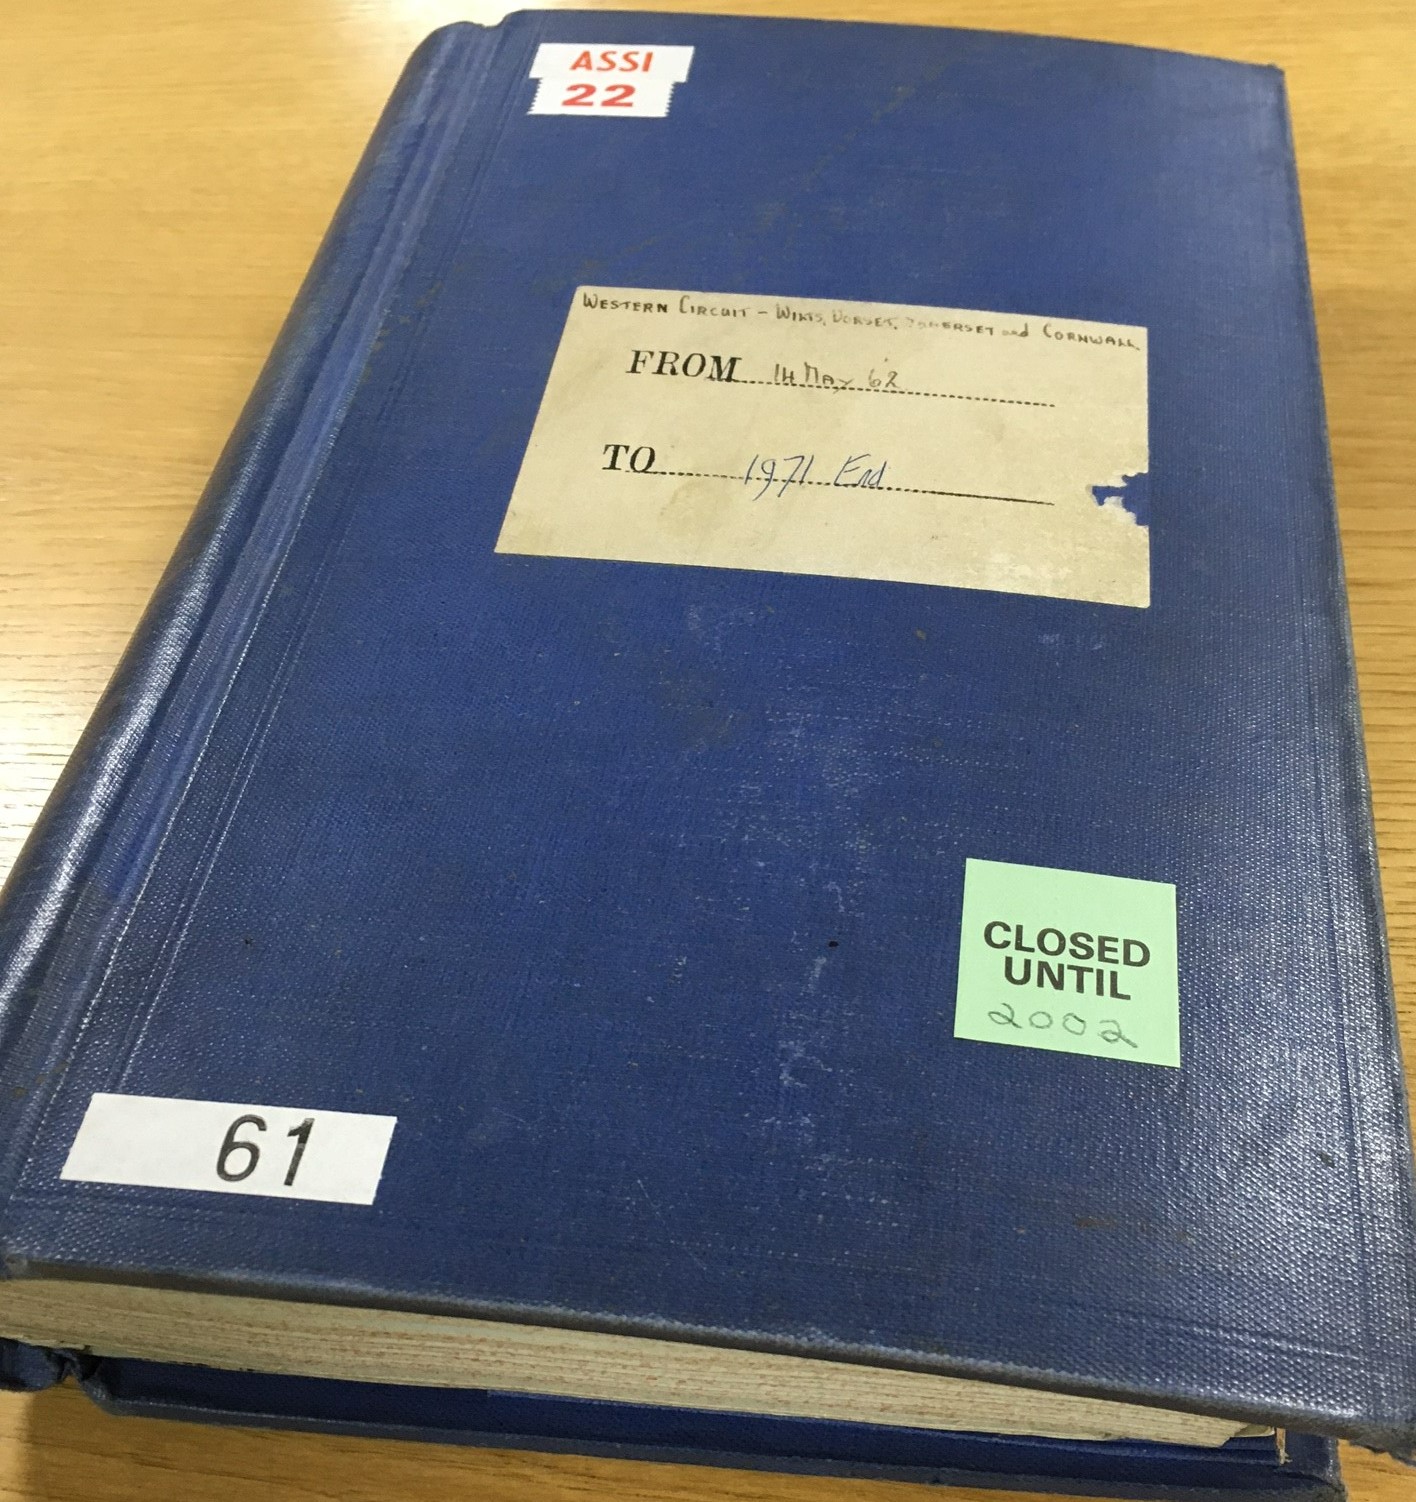 ASSI
22
WESTERN CIRCUIT - WILTS, DORSET, SOMERSET and CORNWALL
FROM 14 May 62
TO 1971 End
CLOSED
UNTIL
2002
61